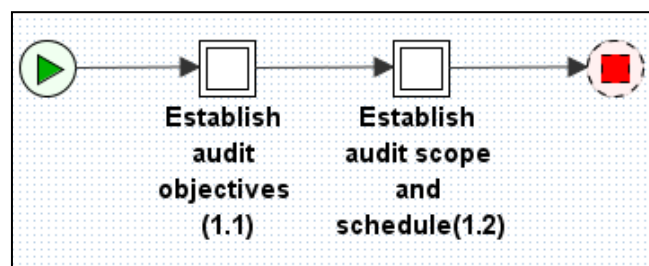 Establish
audit
objectives
(1.1)
Establish
audit scope
and
schedule(1.2)